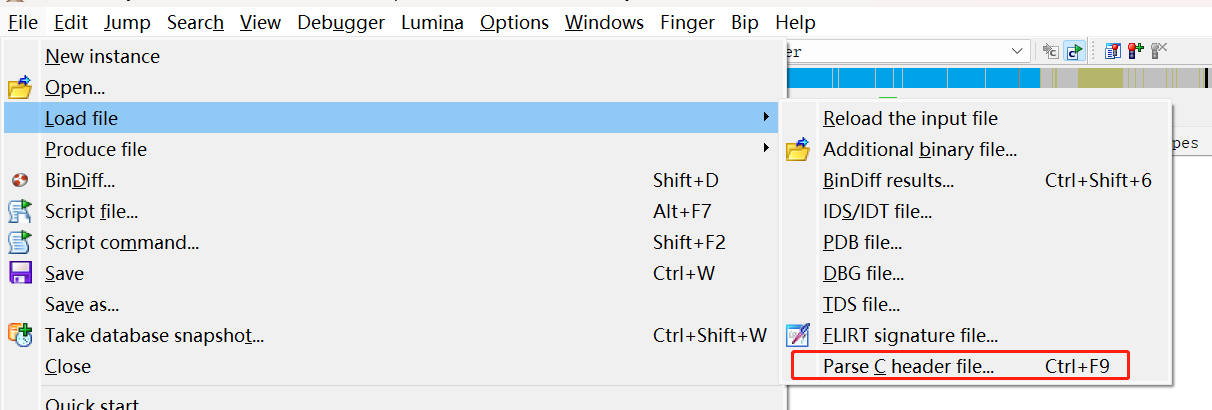 File Edit Jump Search View Debugger Lumina Options Windows Finger Bip Help
New instance
Open...
Load file
Produce file
BinDiff... Shift+D
Script file... Alt+F7
Script command... Shift+F2
Save Ctrl+W
Save as...
Take database snapshot... Ctrl+Shift+W
Close
Quick start
er
pes
Reload the input file
Additional binary file...
BinDiff results... Ctrl+Shift+6
IDS/IDT file...
PDB file...
DBG file...
TDS file...
FLIRT signature file...
Parse C header file... Ctrl+F9